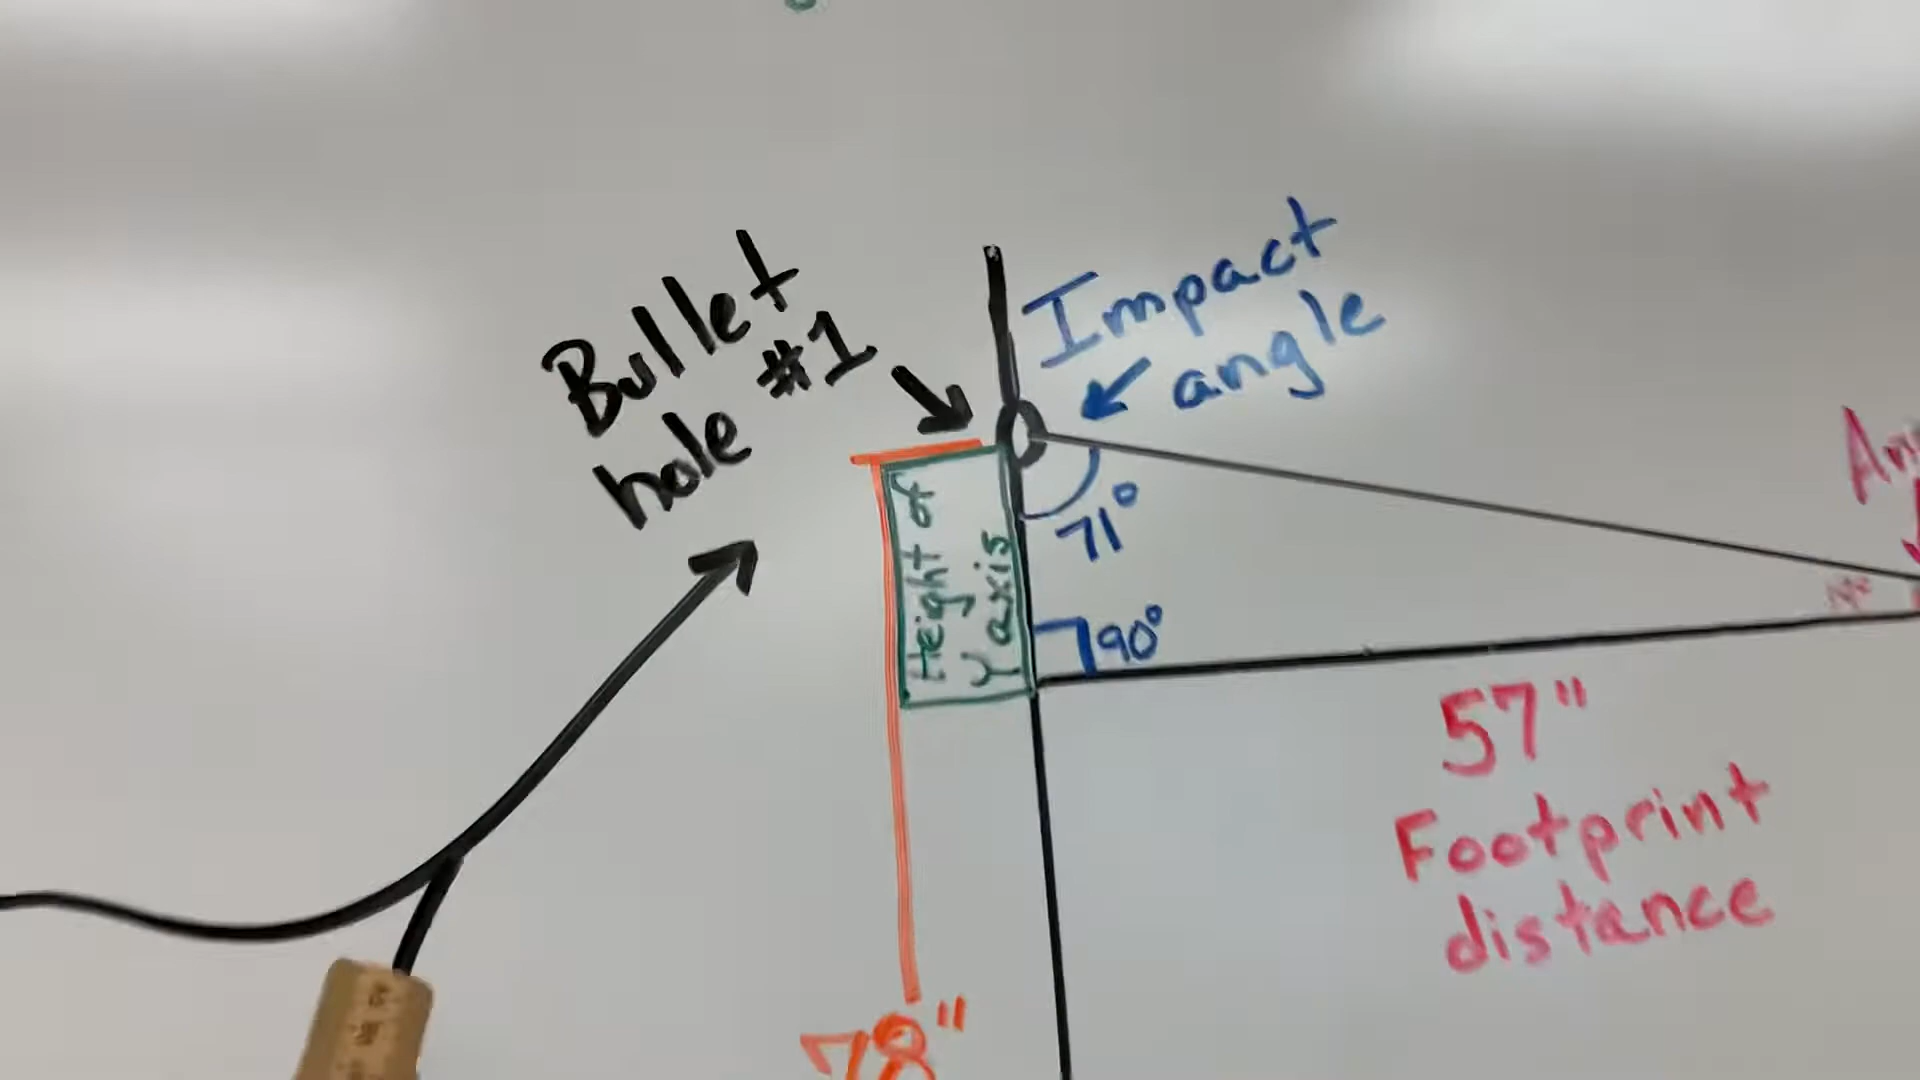 Bullet
hole #1
Impact
angle
71°
90°
Height of
Y axis
57"
Footprint
distance
78"